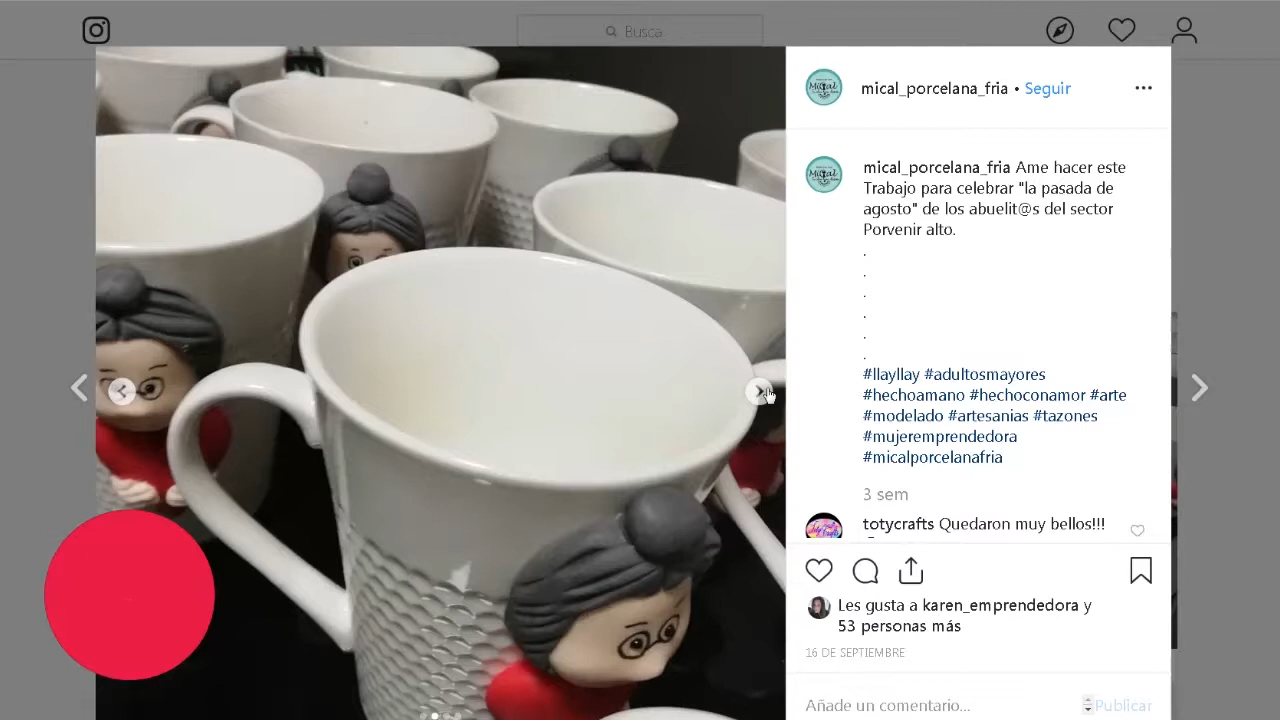 Busca
mical_porcelana_fria • Seguir
mical_porcelana_fria Ame hacer este
Trabajo para celebrar "la pasada de
agosto" de los abuelit@s del sector
Porvenir alto.
.
.
.
.
.
.
#llayllay #adultosmayores
#hechoamano #hechoconamor #arte
#modelado #artesanias #tazones
#mujeremprendedora
#micalporcelanafria
3 sem
totycrafts Quedaron muy bellos!!!
Les gusta a karen_emprendedora y
53 personas más
16 DE SEPTIEMBRE
Añade un comentario...
Publicar